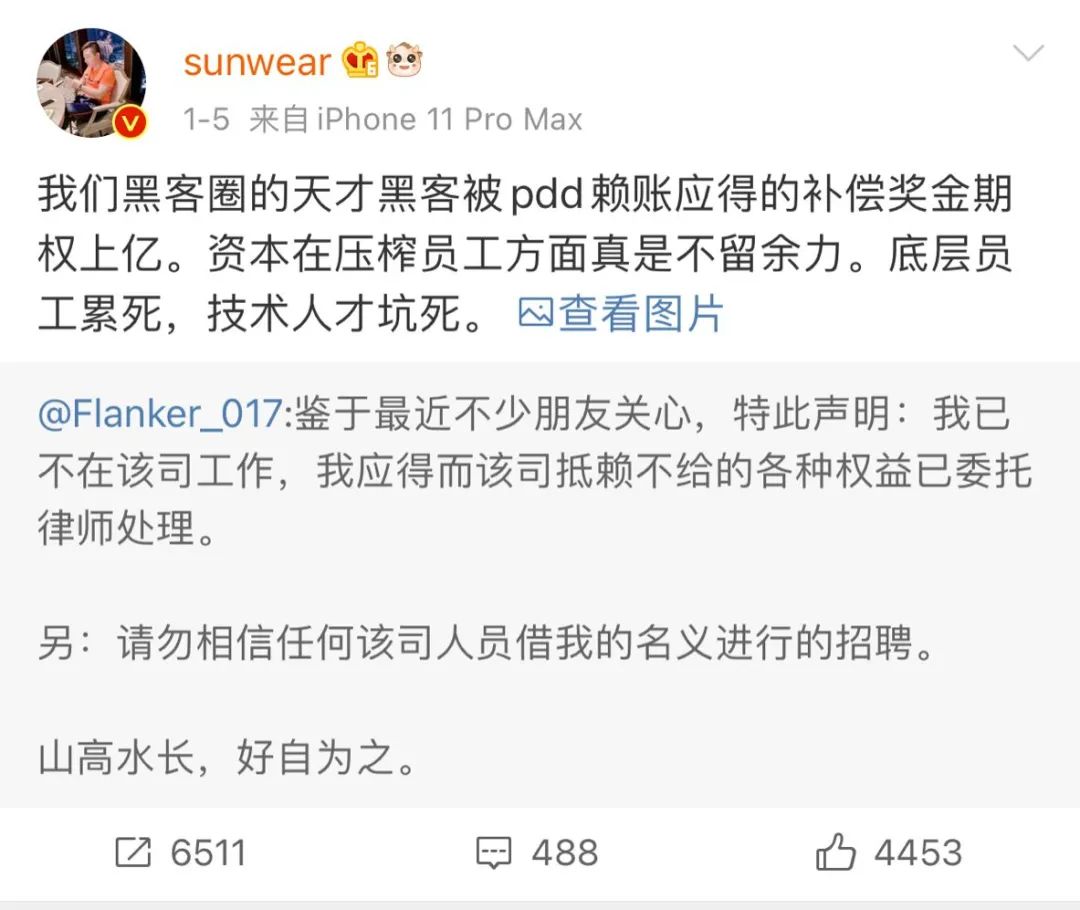 sunwear
1-5 来自 iPhone 11 Pro Max
我们黑客圈的天才黑客被pdd赖账应得的补偿奖金期
权上亿。资本在压榨员工方面真是不留余力。底层员
工累死，技术人才坑死。 查看图片
@Flanker_017:鉴于最近不少朋友关心，特此声明：我已
不在该司工作，我应得而该司抵赖不给的各种权益已委托
律师处理。
另：请勿相信任何该司人员借我的名义进行的招聘。
山高水长，好自为之。
6511 488 4453